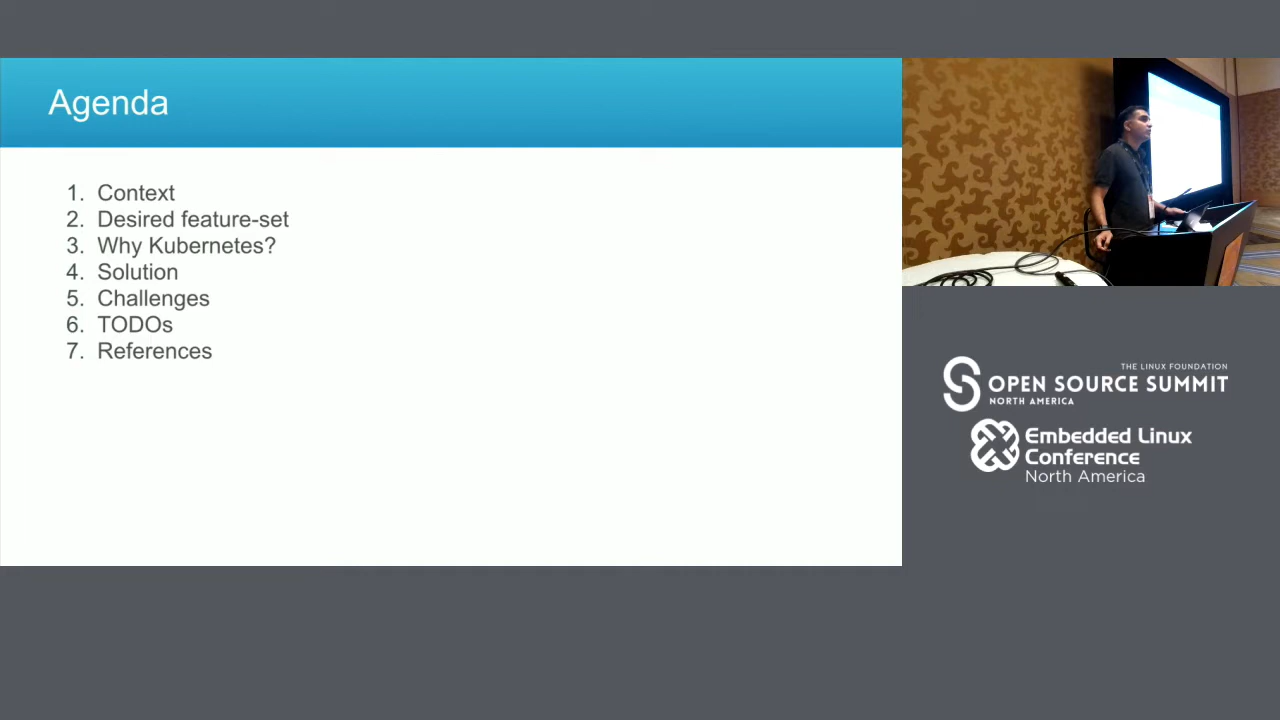 Agenda
1. Context
2. Desired feature-set
3. Why Kubernetes?
4. Solution
5. Challenges
6. TODOs
7. References
THE LINUX FOUNDATION
OPEN SOURCE SUMMIT
NORTH AMERICA
Embedded Linux
Conference
North America